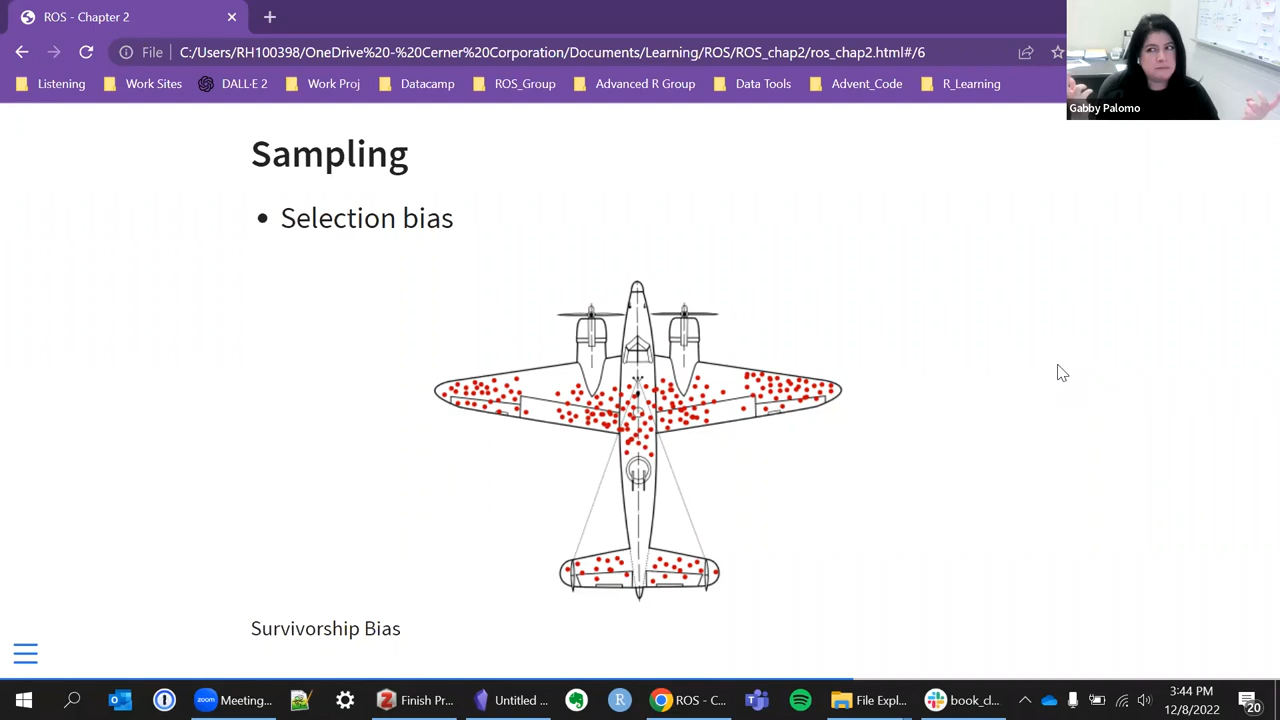 ROS - Chapter 2
File
C:/Users/RH100398/OneDrive%20-%20Cerner%20Corporation/Documents/Learning/ROS/ROS_chap2/ros_chap2.html#/6
Listening
Work Sites
DALL·E 2
Work Proj
Datacamp
ROS_Group
Advanced R Group
Data Tools
Advent_Code
R_Learning
Gabby Palomo
Sampling
• Selection bias
Survivorship Bias
zoom
Meeting...
Finish Pr...
Untitled ...
R
ROS - C...
File Expl...
book_c...
3:44 PM
12/8/2022
20